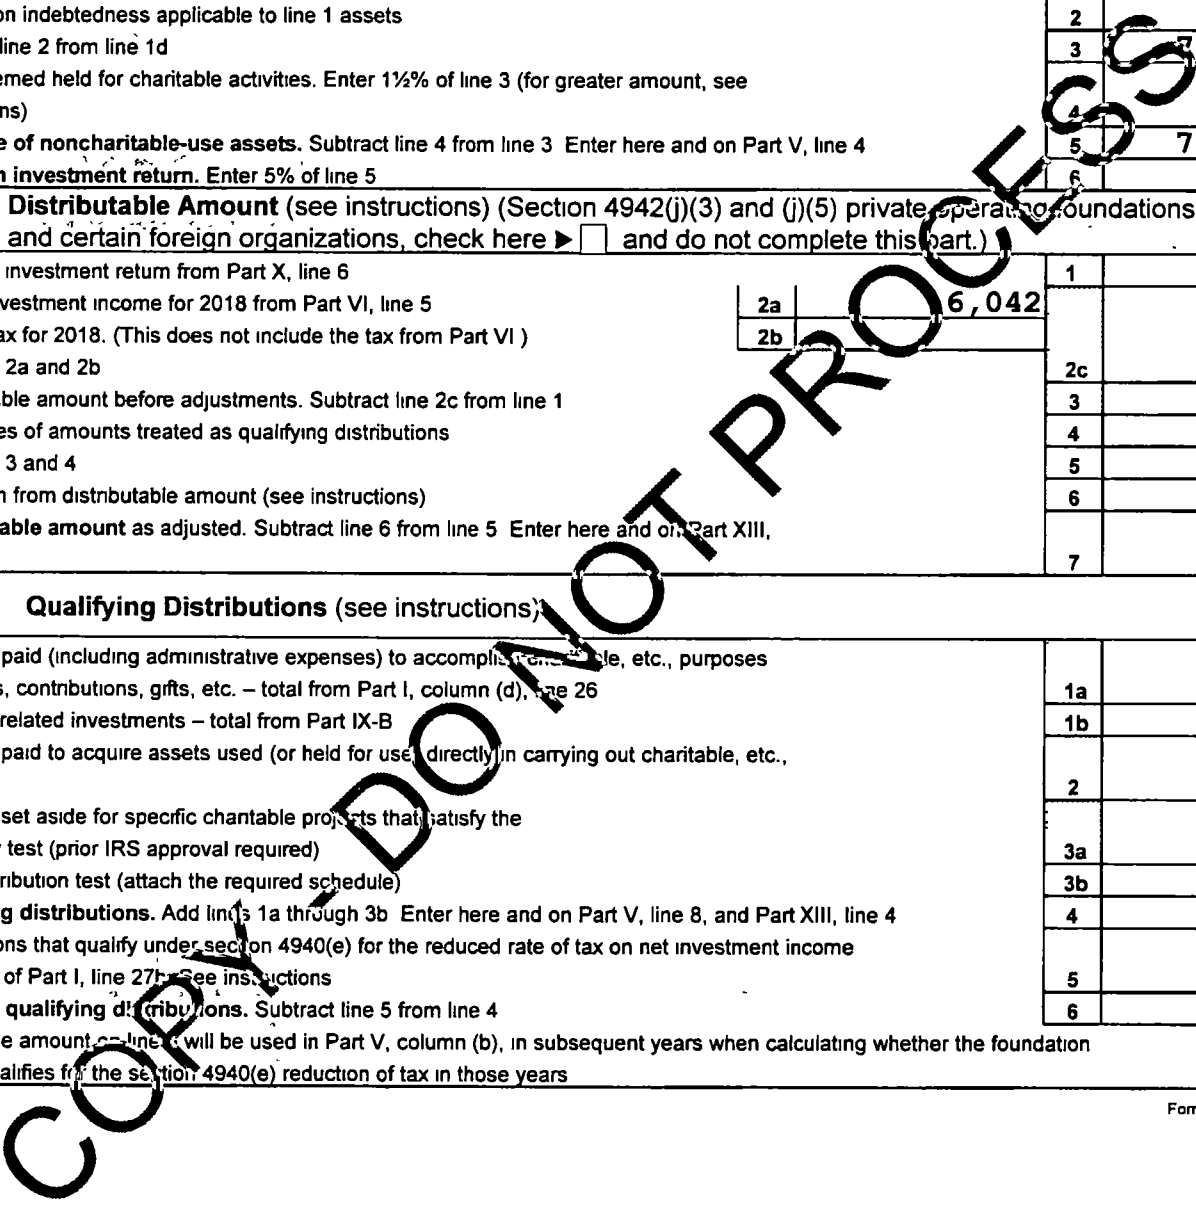 on indebtedness applicable to line 1 assets 2
line 2 from line 1d 3 7
emed held for charitable activities. Enter 1½% of line 3 (for greater amount, see
ns) 4
e of noncharitable-use assets. Subtract line 4 from line 3 Enter here and on Part V, line 4 5 7
n investment return. Enter 5% of line 5 6
Distributable Amount (see instructions) (Section 4942(j)(3) and (j)(5) private operating foundations
and certain foreign organizations, check here ▶ and do not complete this part.)
investment return from Part X, line 6 1
vestment income for 2018 from Part VI, line 5 2a 6,042
ax for 2018. (This does not include the tax from Part VI ) 2b
2a and 2b 2c
ble amount before adjustments. Subtract line 2c from line 1 3
es of amounts treated as qualifying distributions 4
3 and 4 5
n from distributable amount (see instructions) 6
able amount as adjusted. Subtract line 6 from line 5 Enter here and on Part XIII,
7
Qualifying Distributions (see instructions)
paid (including administrative expenses) to accomplish charitable, etc., purposes
s, contributions, gifts, etc. – total from Part I, column (d), line 26 1a
related investments – total from Part IX-B 1b
paid to acquire assets used (or held for use) directly in carrying out charitable, etc.,
2
set aside for specific charitable projects that satisfy the
test (prior IRS approval required) 3a
ribution test (attach the required schedule) 3b
g distributions. Add lines 1a through 3b Enter here and on Part V, line 8, and Part XIII, line 4 4
ons that qualify under section 4940(e) for the reduced rate of tax on net investment income
of Part I, line 27b See instructions 5
qualifying distributions. Subtract line 5 from line 4 6
e amount on line 6 will be used in Part V, column (b), in subsequent years when calculating whether the foundation
alifies for the section 4940(e) reduction of tax in those years
Form
COPY - DO NOT PROCESS